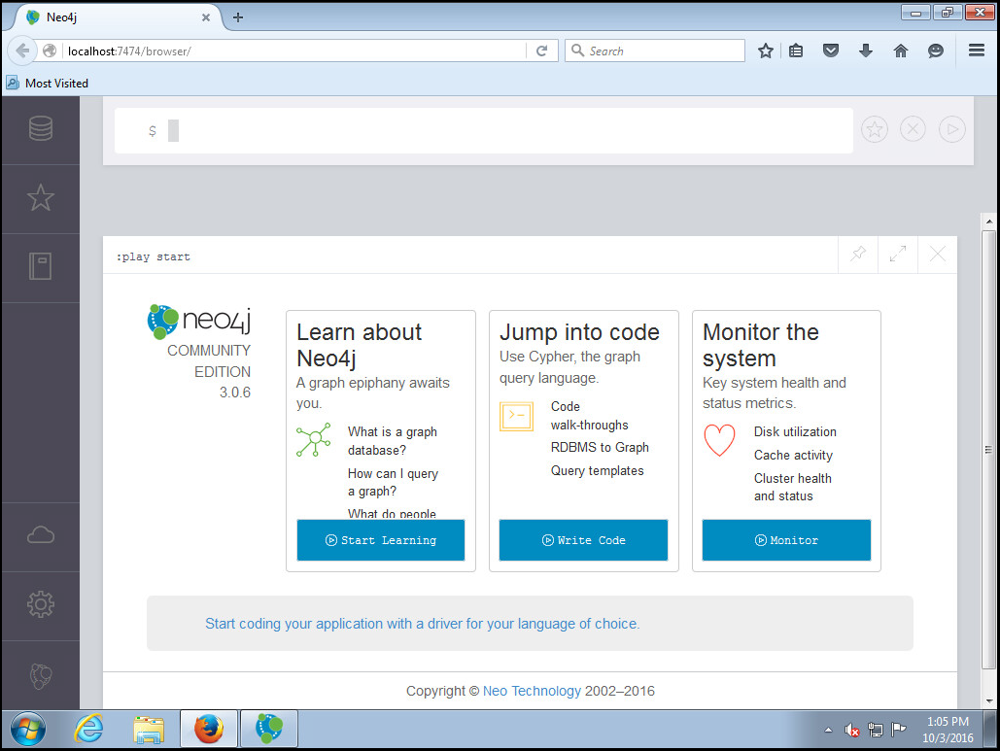 Neo4j
localhost:7474/browser/
Search
Most Visited
$
:play start
neo4j
COMMUNITY
EDITION
3.0.6
Learn about
Neo4j
A graph epiphany awaits
you.
What is a graph
database?
How can I query
a graph?
What do people
Start Learning
Jump into code
Use Cypher, the graph
query language.
Code
walk-throughs
RDBMS to Graph
Query templates
Write Code
Monitor the
system
Key system health and
status metrics.
Disk utilization
Cache activity
Cluster health
and status
Monitor
Start coding your application with a driver for your language of choice.
Copyright © Neo Technology 2002–2016
1:05 PM
10/3/2016